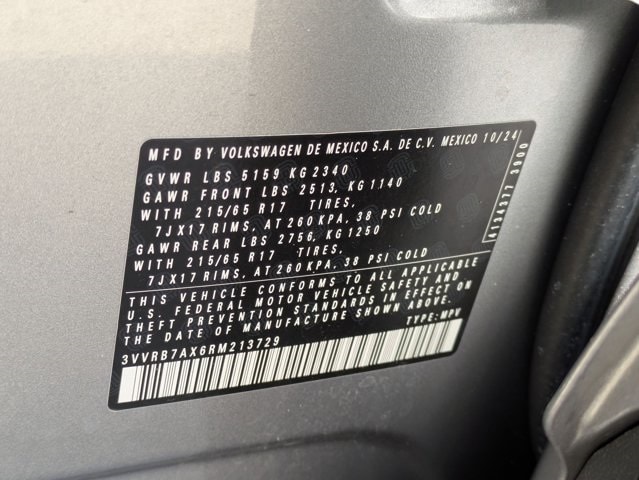 MFD BY VOLKSWAGEN DE MEXICO S.A. DE C.V. MEXICO 10/24
GVWR LBS 5159 KG 2340
GAWR FRONT LBS 2513, KG 1140
WITH 215/65 R17 TIRES,
7JX17 RIMS, AT 260 KPA, 38 PSI COLD
GAWR REAR LBS 2756, KG 1250
WITH 215/65 R17 TIRES,
7JX17 RIMS, AT 260 KPA, 38 PSI COLD
THIS VEHICLE CONFORMS TO ALL APPLICABLE
U.S. FEDERAL MOTOR VEHICLE SAFETY AND
THEFT PREVENTION STANDARDS IN EFFECT ON
THE DATE OF MANUFACTURE SHOWN ABOVE.
3VVRB7AX6RM213729 TYPE: MPV
4134377 3000